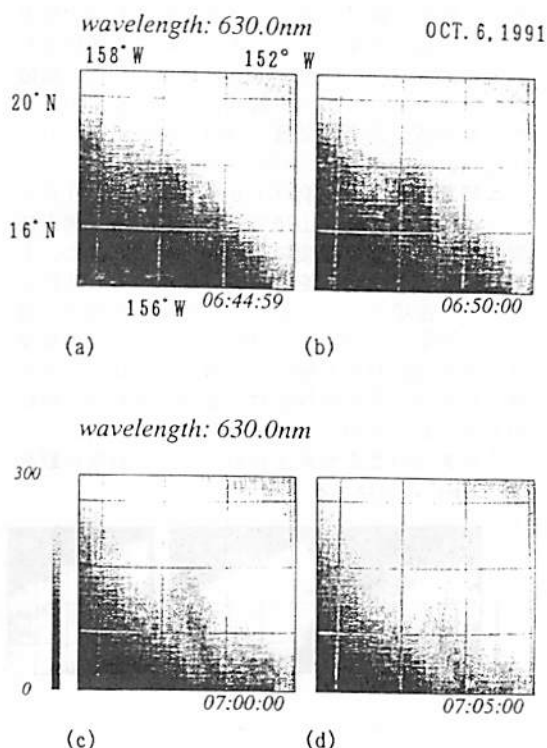 wavelength: 630.0nm OCT. 6, 1991
158°W 152° W
20°N
16°N
156°W 06:44:59 06:50:00
(a) (b)
wavelength: 630.0nm
300
0
07:00:00 07:05:00
(c) (d)